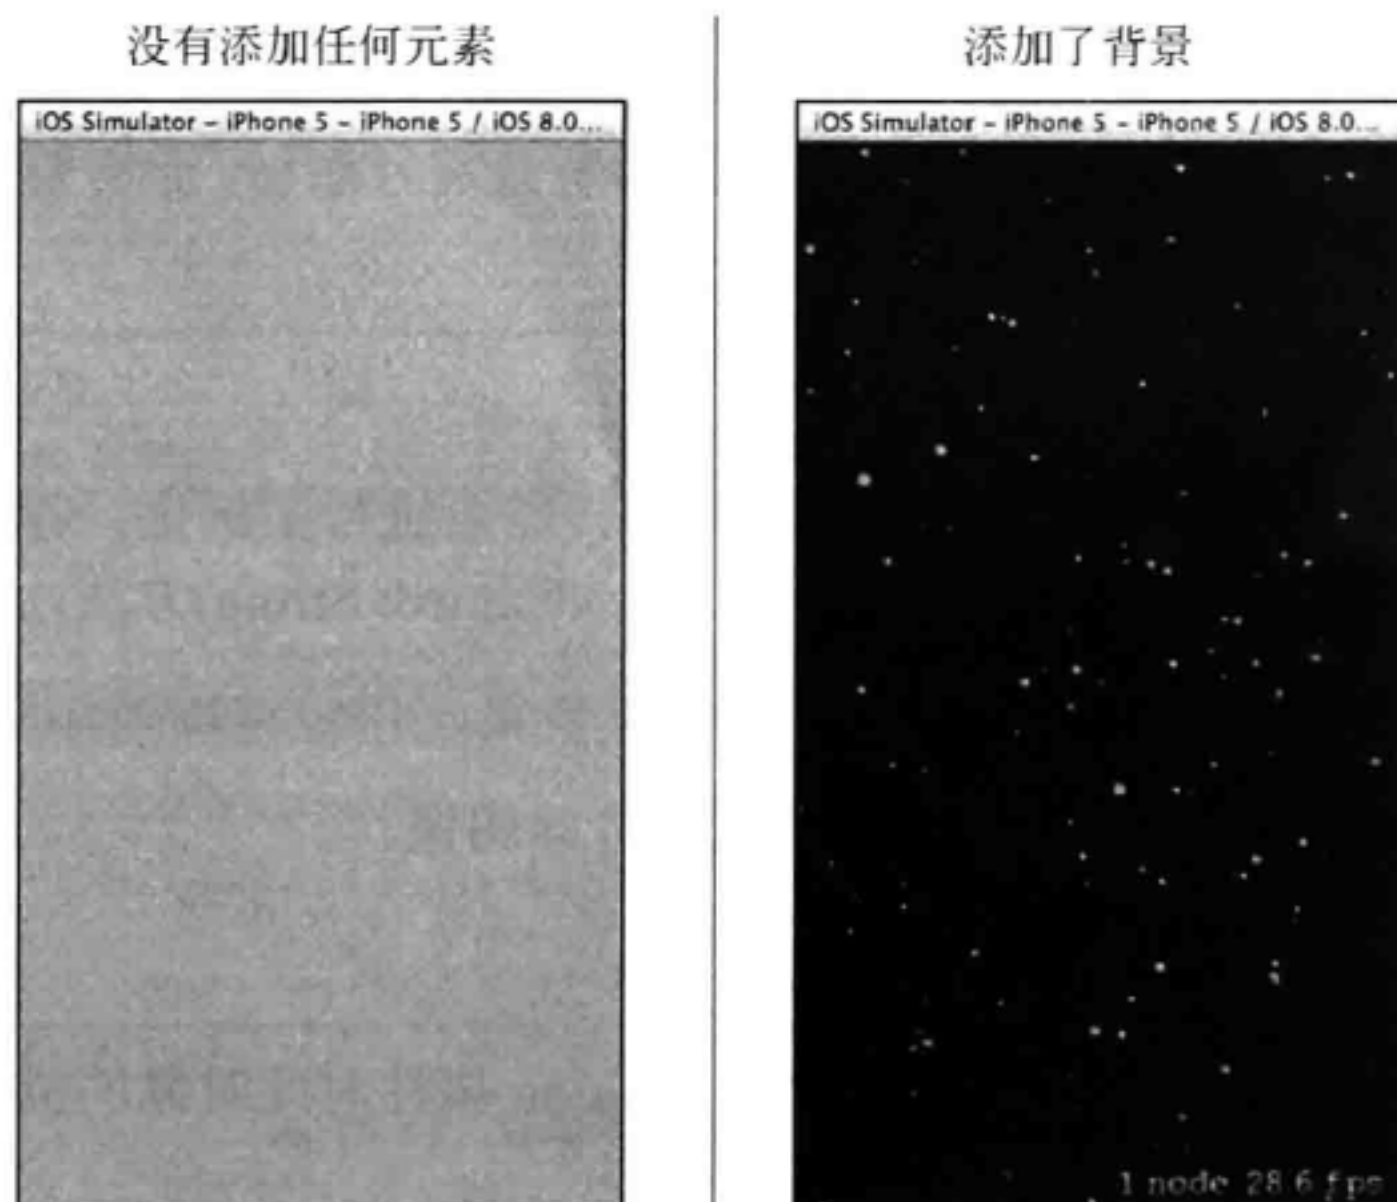 没有添加任何元素
iOS Simulator – iPhone 5 – iPhone 5 / iOS 8.0...
添加了背景
iOS Simulator – iPhone 5 – iPhone 5 / iOS 8.0...
1 node 28.6 fps